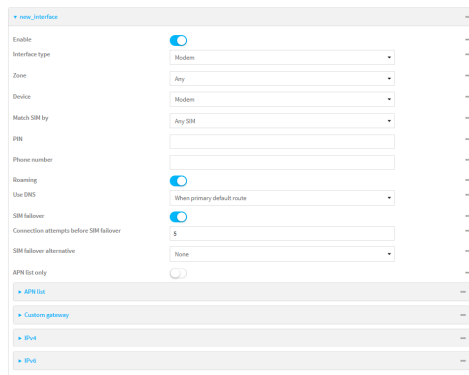 ▾ new_interface
Enable
Interface type
Modem
Zone
Any
Device
Modem
Match SIM by
Any SIM
PIN
Phone number
Roaming
Use DNS
When primary default route
SIM failover
Connection attempts before SIM failover
5
SIM failover alternative
None
APN list only
▸ APN list
▸ Custom gateway
▸ IPv4
▸ IPv6